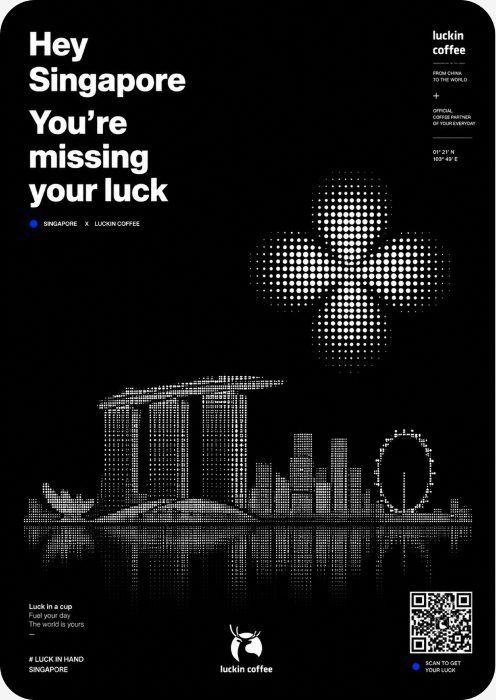 Hey
Singapore
You're
missing
your luck
SINGAPORE X LUCKIN COFFEE
luckin
coffee
FROM CHINA
TO THE WORLD
+
OFFICIAL
COFFEE PARTNER
OF YOUR EVERYDAY
01° 21' N
103° 49' E
Luck in a cup
Fuel your day
The world is yours
# LUCK IN HAND
SINGAPORE
luckin coffee
SCAN TO GET
YOUR LUCK